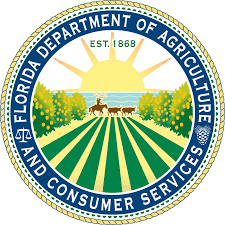 FLORIDA DEPARTMENT OF AGRICULTURE
AND CONSUMER SERVICES
EST. 1868